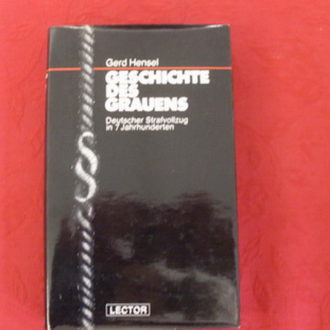 Gerd Hensel
GESCHICHTE
DES
GRAUENS
Deutscher Strafvollzug
in 7 Jahrhunderten
§
LECTOR